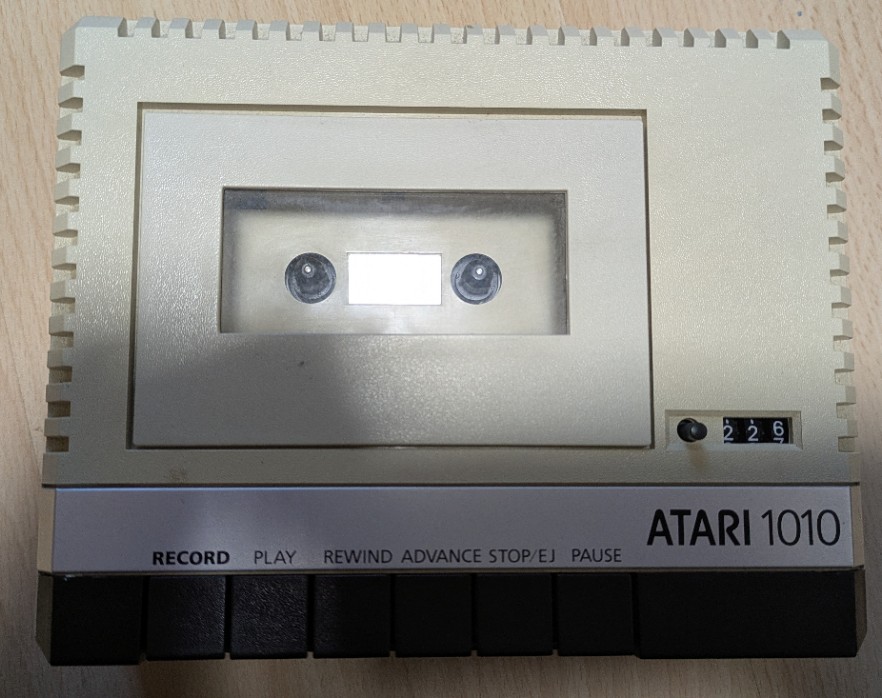 226
ATARI 1010
RECORD PLAY REWIND ADVANCE STOP/EJ PAUSE